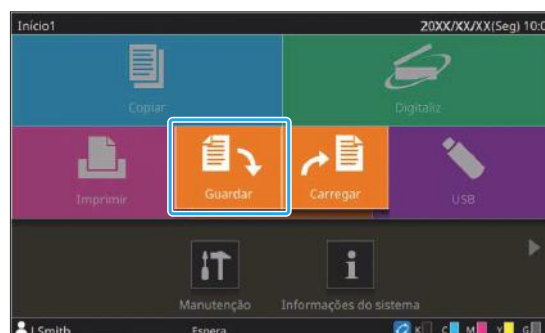 Início1 20XX/XX/XX(Seg) 10:0
Copiar Digitaliz
Imprimir Guardar Carregar USB
Manutenção Informações do sistema
J.Smith Espera K C M Y G